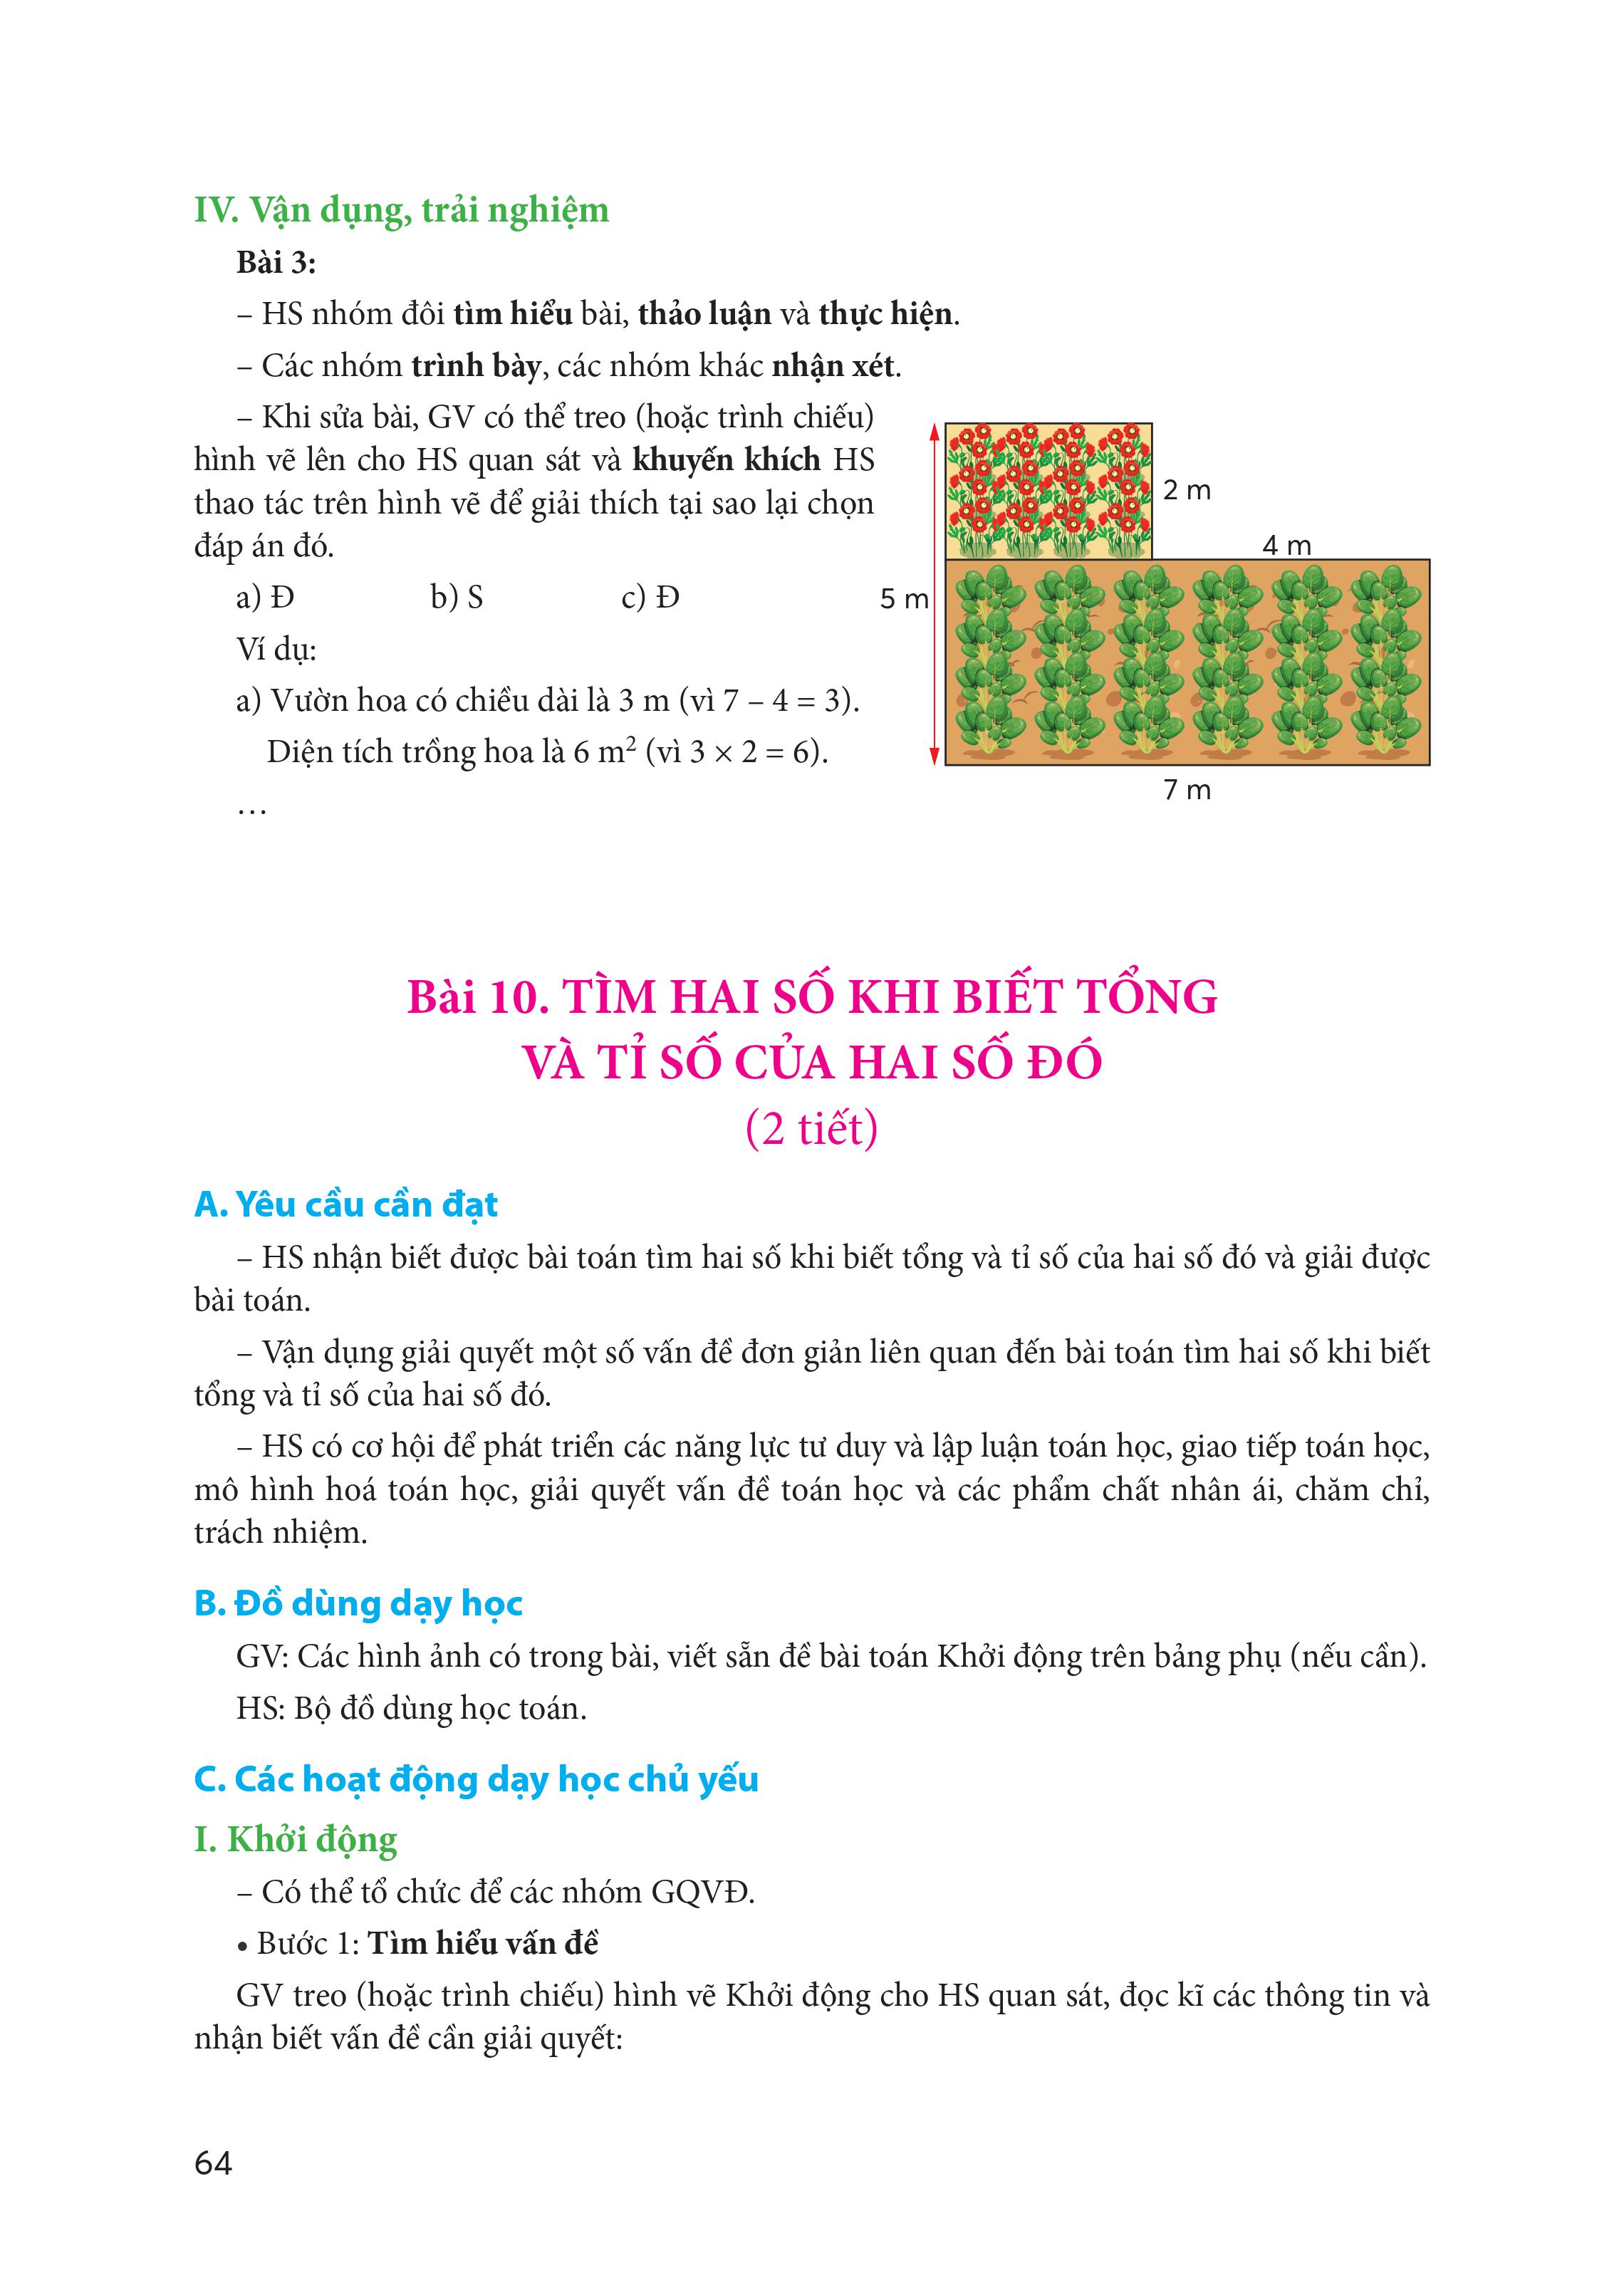 IV. Vận dụng, trải nghiệm
Bài 3:
– HS nhóm đôi tìm hiểu bài, thảo luận và thực hiện.
– Các nhóm trình bày, các nhóm khác nhận xét.
– Khi sửa bài, GV có thể treo (hoặc trình chiếu)
hình vẽ lên cho HS quan sát và khuyến khích HS
thao tác trên hình vẽ để giải thích tại sao lại chọn
đáp án đó.
a) Đ b) S c) Đ
Ví dụ:
a) Vườn hoa có chiều dài là 3 m (vì 7 – 4 = 3).
Diện tích trồng hoa là 6 m² (vì 3 × 2 = 6).
…
2 m
4 m
5 m
7 m
Bài 10. TÌM HAI SỐ KHI BIẾT TỔNG
VÀ TỈ SỐ CỦA HAI SỐ ĐÓ
(2 tiết)
A. Yêu cầu cần đạt
– HS nhận biết được bài toán tìm hai số khi biết tổng và tỉ số của hai số đó và giải được
bài toán.
– Vận dụng giải quyết một số vấn đề đơn giản liên quan đến bài toán tìm hai số khi biết
tổng và tỉ số của hai số đó.
– HS có cơ hội để phát triển các năng lực tư duy và lập luận toán học, giao tiếp toán học,
mô hình hoá toán học, giải quyết vấn đề toán học và các phẩm chất nhân ái, chăm chỉ,
trách nhiệm.
B. Đồ dùng dạy học
GV: Các hình ảnh có trong bài, viết sẵn đề bài toán Khởi động trên bảng phụ (nếu cần).
HS: Bộ đồ dùng học toán.
C. Các hoạt động dạy học chủ yếu
I. Khởi động
– Có thể tổ chức để các nhóm GQVĐ.
• Bước 1: Tìm hiểu vấn đề
GV treo (hoặc trình chiếu) hình vẽ Khởi động cho HS quan sát, đọc kĩ các thông tin và
nhận biết vấn đề cần giải quyết:
64